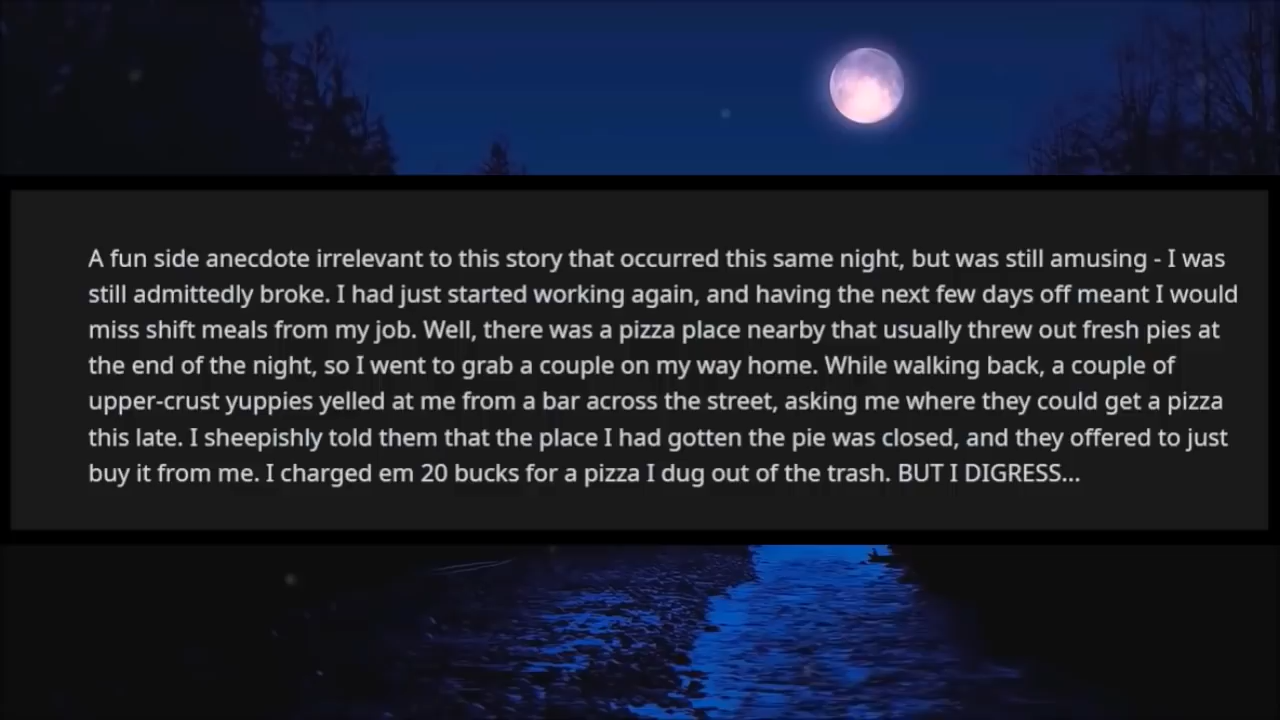 A fun side anecdote irrelevant to this story that occurred this same night, but was still amusing - I was
still admittedly broke. I had just started working again, and having the next few days off meant I would
miss shift meals from my job. Well, there was a pizza place nearby that usually threw out fresh pies at
the end of the night, so I went to grab a couple on my way home. While walking back, a couple of
upper-crust yuppies yelled at me from a bar across the street, asking me where they could get a pizza
this late. I sheepishly told them that the place I had gotten the pie was closed, and they offered to just
buy it from me. I charged em 20 bucks for a pizza I dug out of the trash. BUT I DIGRESS...